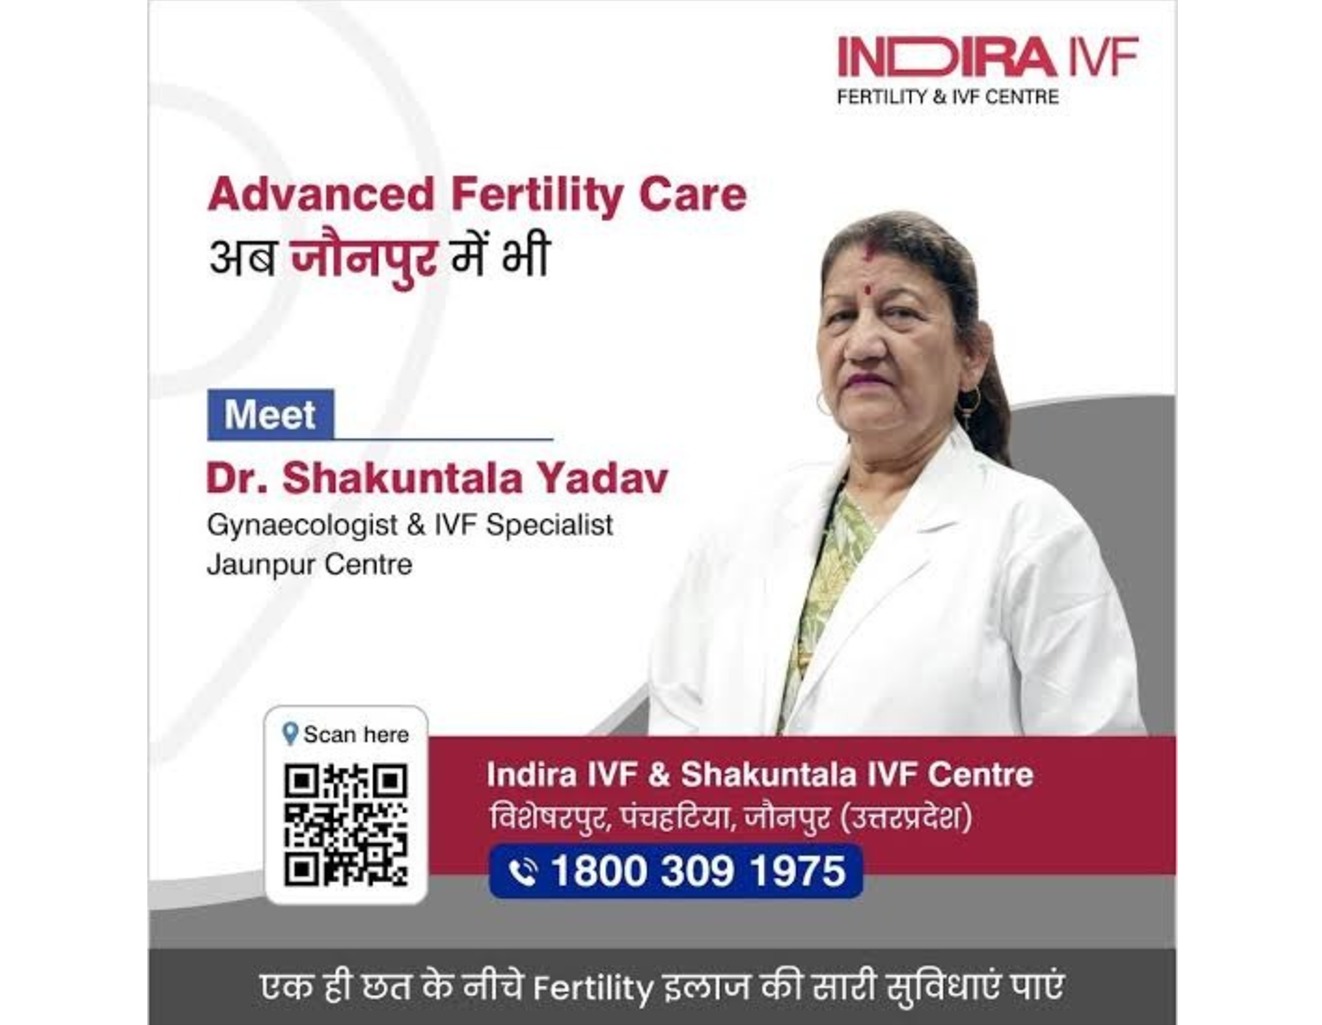 INDIRA IVF
FERTILITY & IVF CENTRE
Advanced Fertility Care
अब जौनपुर में भी
Meet
Dr. Shakuntala Yadav
Gynaecologist & IVF Specialist
Jaunpur Centre
Scan here
Indira IVF & Shakuntala IVF Centre
विशेषरपुर, पंचहटिया, जौनपुर (उत्तरप्रदेश)
1800 309 1975
एक ही छत के नीचे Fertility इलाज की सारी सुविधाएं पाएं